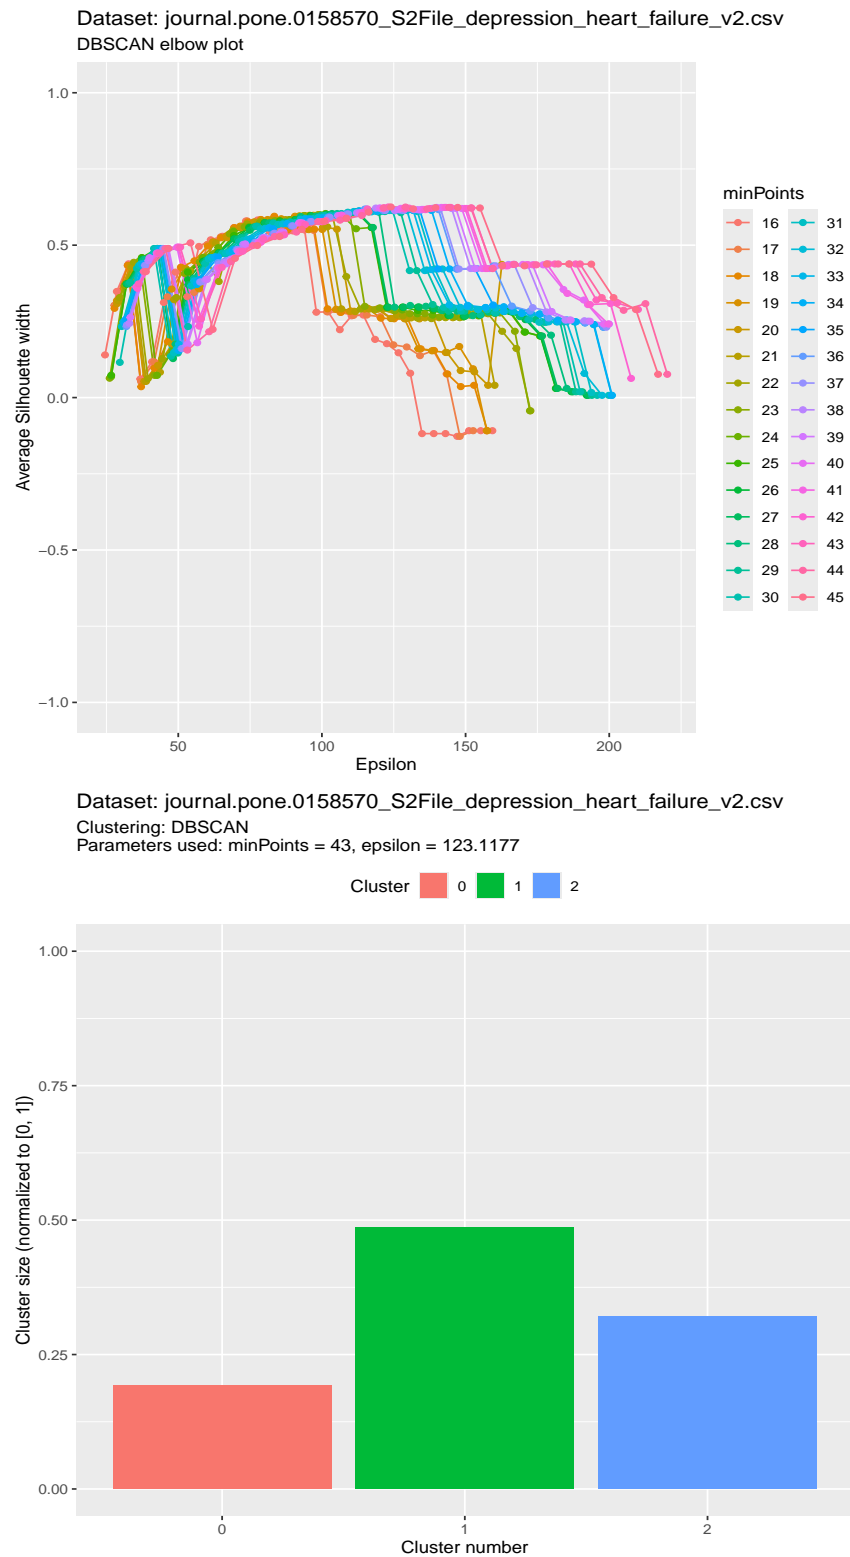 Dataset: journal.pone.0158570_S2File_depression_heart_failure_v2.csv
DBSCAN elbow plot
1.0
0.5
0.0
−0.5
−1.0
Average Silhouette width
50 100 150 200
Epsilon
minPoints
16 31
17 32
18 33
19 34
20 35
21 36
22 37
23 38
24 39
25 40
26 41
27 42
28 43
29 44
30 45
Dataset: journal.pone.0158570_S2File_depression_heart_failure_v2.csv
Clustering: DBSCAN
Parameters used: minPoints = 43, epsilon = 123.1177
Cluster 0 1 2
1.00
0.75
0.50
0.25
0.00
Cluster size (normalized to [0, 1])
0 1 2
Cluster number